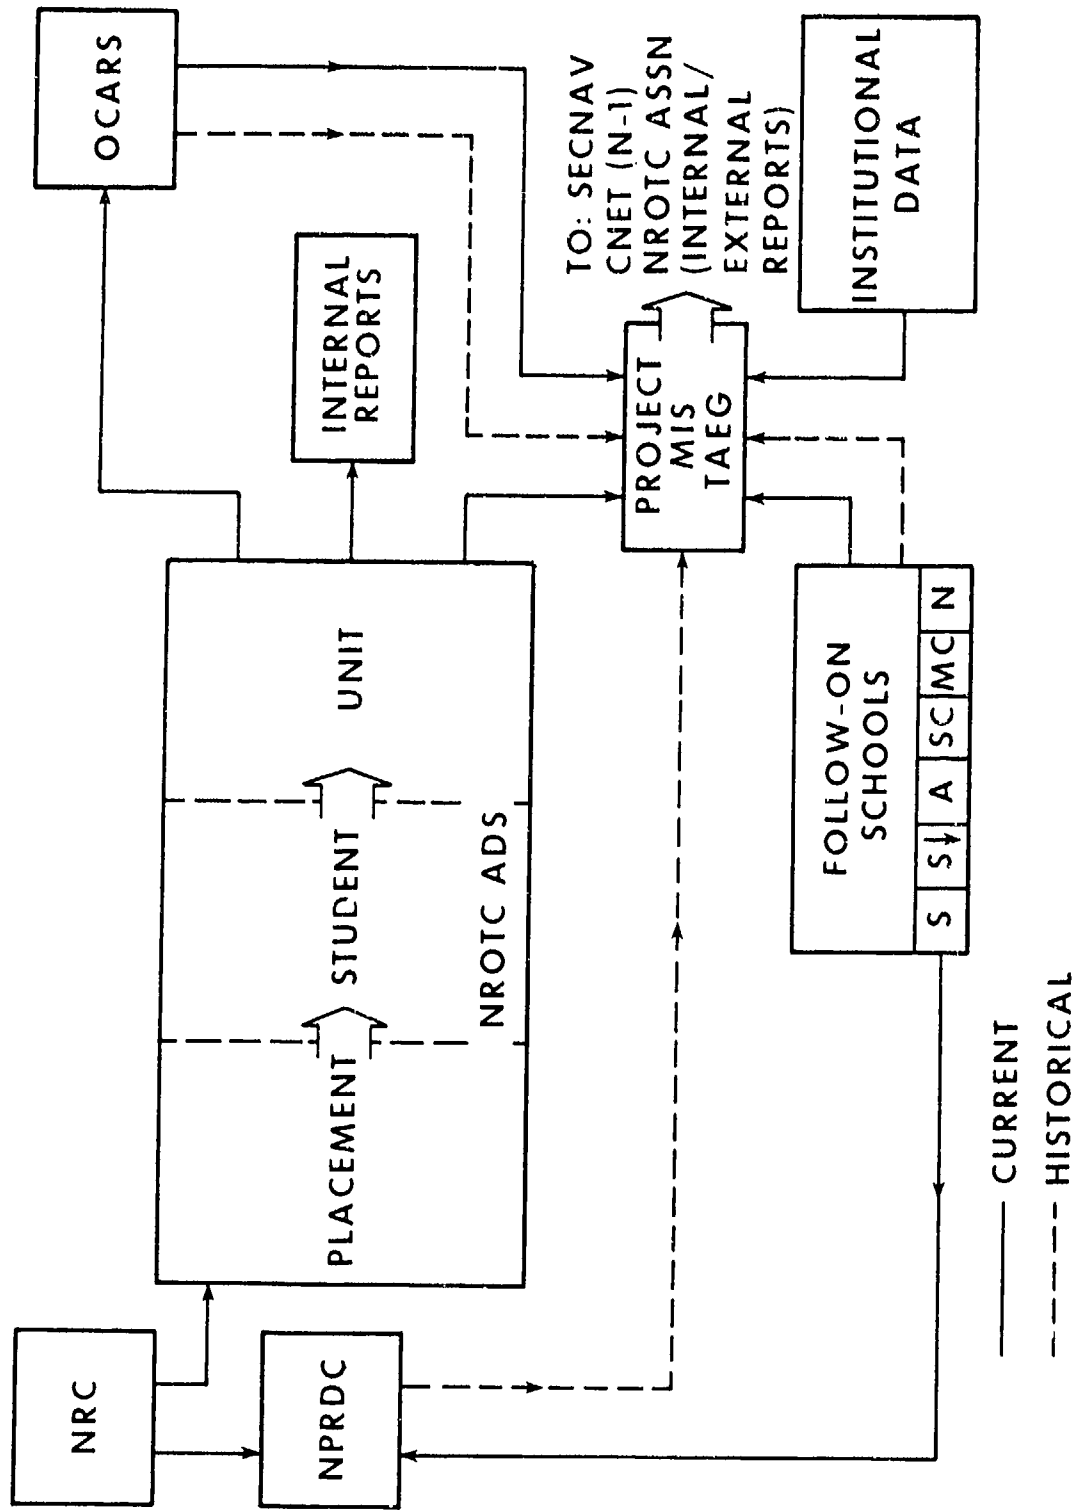 NRC
NPRDC
PLACEMENT
STUDENT
UNIT
NROTC ADS
INTERNAL
REPORTS
OCARS
PROJECT
MIS
TAEG
TO: SECNAV
CNET (N-1)
NROTC ASSN
(INTERNAL/
EXTERNAL
REPORTS)
INSTITUTIONAL
DATA
FOLLOW-ON
SCHOOLS
S A SC MC N
CURRENT
HISTORICAL